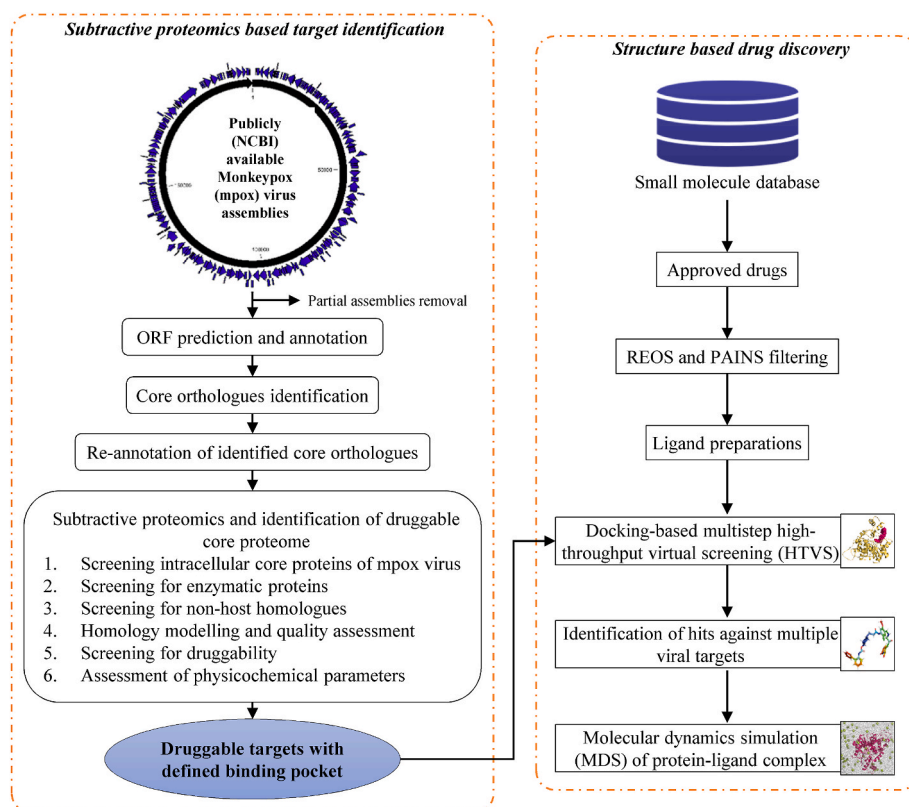 Subtractive proteomics based target identification
Publicly
(NCBI)
available
Monkeypox
(mpox) virus
assemblies
50000
Partial assemblies removal
ORF prediction and annotation
Core orthologues identification
Re-annotation of identified core orthologues
Subtractive proteomics and identification of druggable
core proteome
1. Screening intracellular core proteins of mpox virus
2. Screening for enzymatic proteins
3. Screening for non-host homologues
4. Homology modelling and quality assessment
5. Screening for druggability
6. Assessment of physicochemical parameters
Druggable targets with
defined binding pocket
Structure based drug discovery
Small molecule database
Approved drugs
REOS and PAINS filtering
Ligand preparations
Docking-based multistep high-
throughput virtual screening (HTVS)
Identification of hits against multiple
viral targets
Molecular dynamics simulation
(MDS) of protein-ligand complex